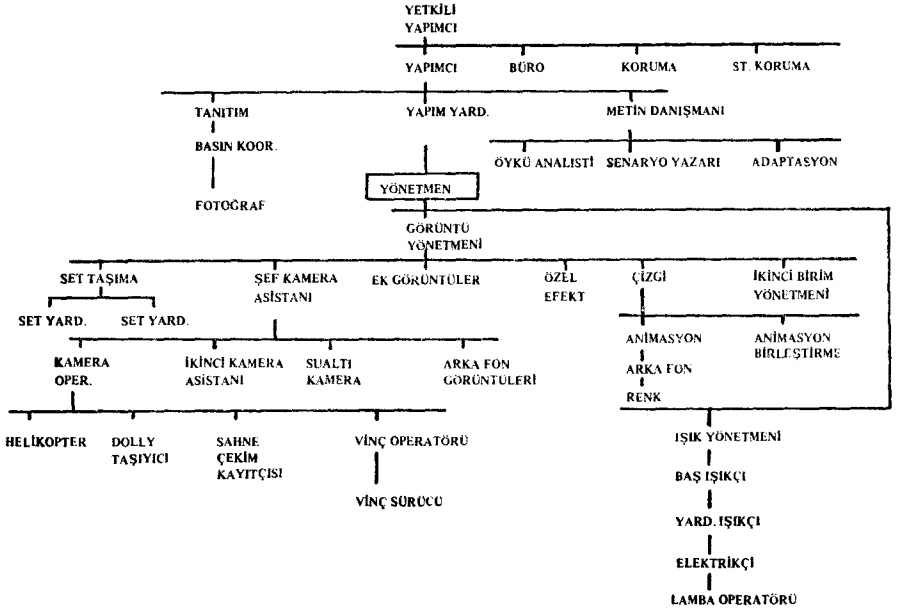 YETKİLİ
YAPIMCI
YAPIMCI BÜRO KORUMA ST. KORUMA
TANITIM YAPIM YARD. METİN DANIŞMANI
BASIN KOOR.
ÖYKÜ ANALİSTİ SENARYO YAZARI ADAPTASYON
YÖNETMEN
FOTOĞRAF
GÖRÜNTÜ
YÖNETMENİ
SET TAŞIMA ŞEF KAMERA EK GÖRÜNTÜLER ÖZEL ÇİZGİ İKİNCİ BİRİM
ASİSTANI EFEKT YÖNETMENİ
SET YARD. SET YARD.
ANİMASYON ANİMASYON
BİRLEŞTİRME
KAMERA İKİNCİ KAMERA SUALTI ARKA FON
OPER. ASİSTANI KAMERA GÖRÜNTÜLERİ
ARKA FON
RENK
HELİKOPTER DOLLY SAHNE VİNÇ OPERATÖRÜ IŞIK YÖNETMENİ
TAŞIYICI ÇEKİM
KAYITÇISI
BAŞ IŞIKÇI
VİNÇ SÜRÜCÜ
YARD. IŞIKÇI
ELEKTRİKÇİ
LAMBA OPERATÖRÜ